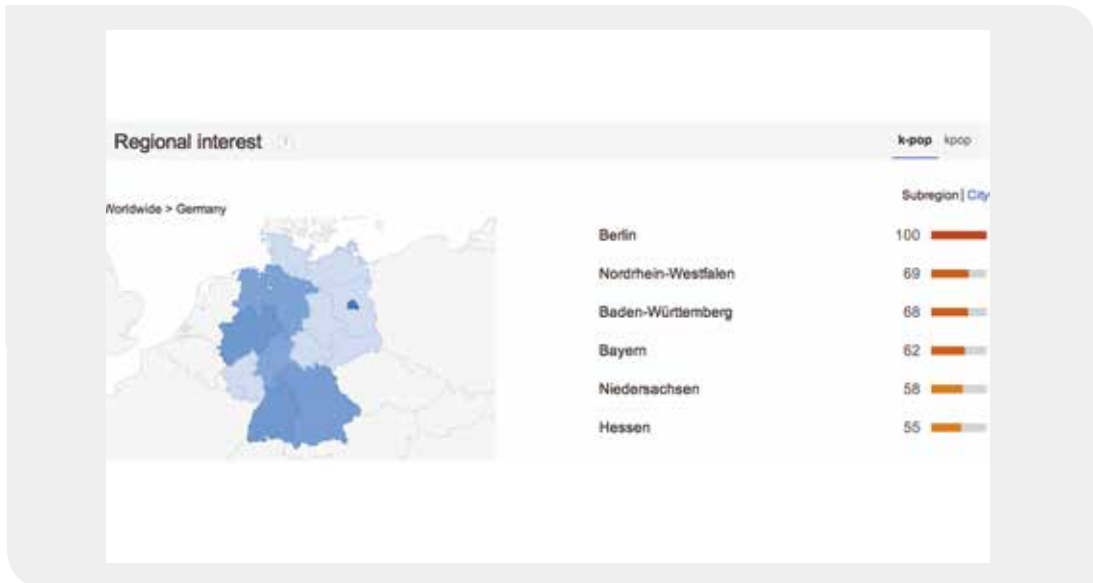 Regional interest
k-pop kpop
Subregion | City
Worldwide > Germany
Berlin 100
Nordrhein-Westfalen 69
Baden-Württemberg 68
Bayern 62
Niedersachsen 58
Hessen 55